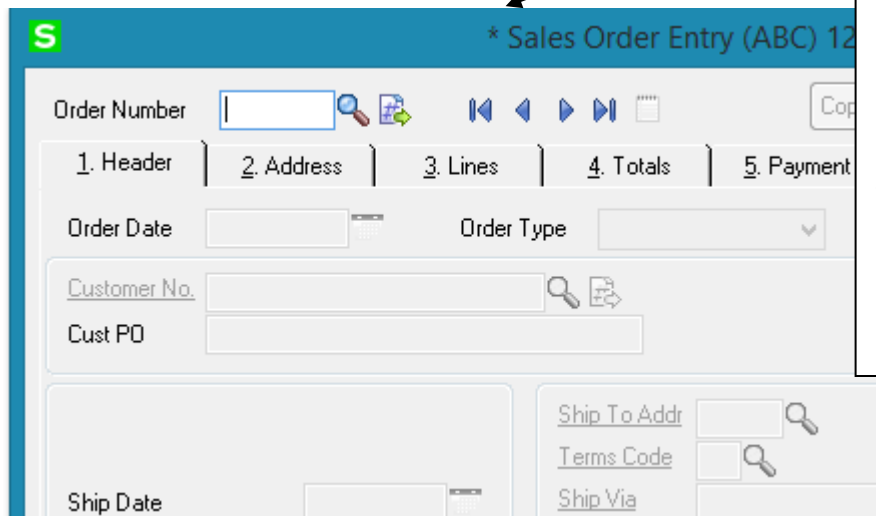 S
* Sales Order Entry (ABC) 12
Order Number
Cop
1. Header 2. Address 3. Lines 4. Totals 5. Payment
Order Date Order Type
Customer No.
Cust PO
Ship To Addr
Terms Code
Ship Date Ship Via